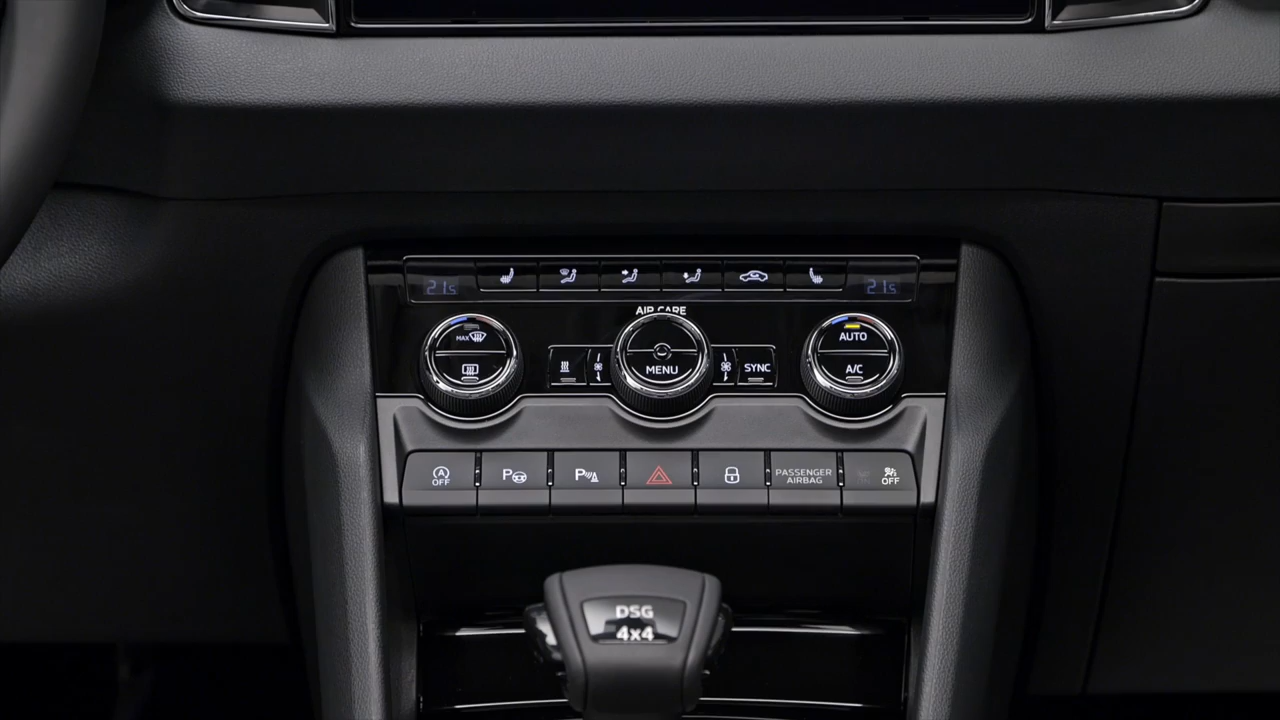 21.5
21.5
AIR CARE
MAX
AUTO
MENU
SYNC
A/C
A
OFF
P
P
PASSENGER
AIRBAG
OFF
DSG
4x4